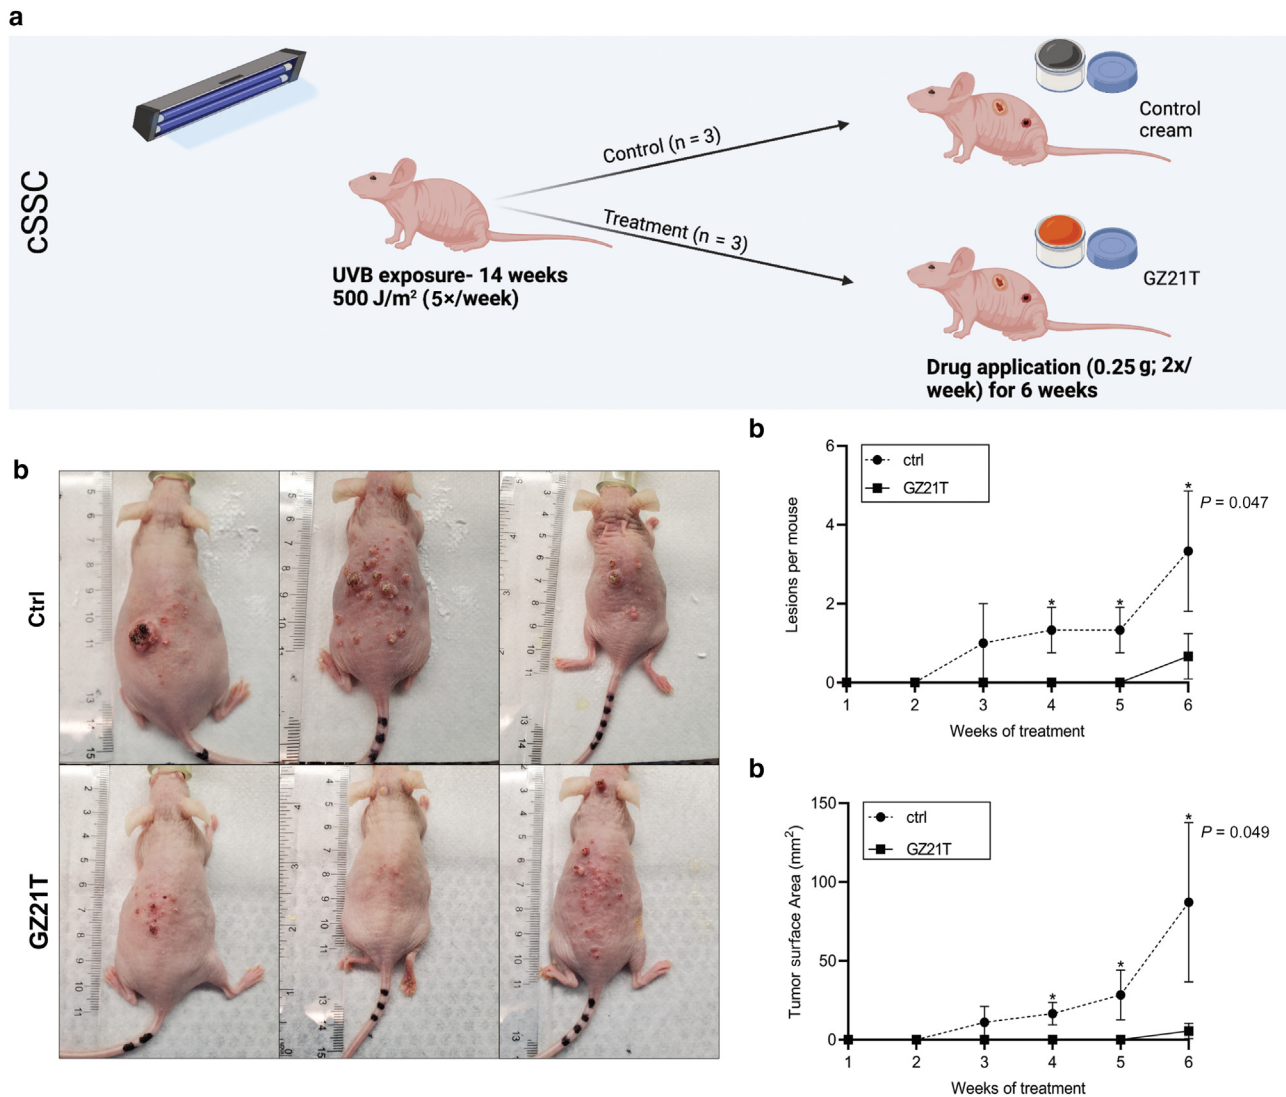 a
cSSC
Control (n = 3)
Treatment (n = 3)
Control
cream
GZ21T
UVB exposure- 14 weeks
500 J/m² (5×/week)
Drug application (0.25 g; 2x/
week) for 6 weeks
b
Ctrl
GZ21T
b
Lesions per mouse
6
4
2
0
ctrl
GZ21T
*
*
*
P = 0.047
1 2 3 4 5 6
Weeks of treatment
b
Tumor surface Area (mm²)
150
100
50
0
ctrl
GZ21T
*
*
*
P = 0.049
1 2 3 4 5 6
Weeks of treatment